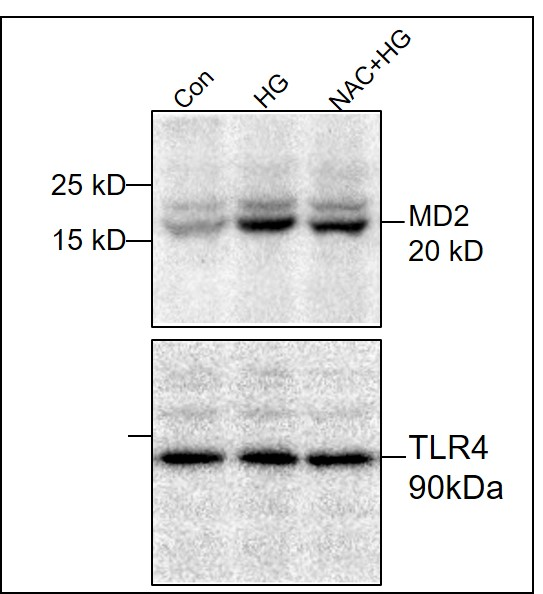 Con
HG
NAC+HG
25 kD
15 kD
MD2
20 kD
TLR4
90kDa